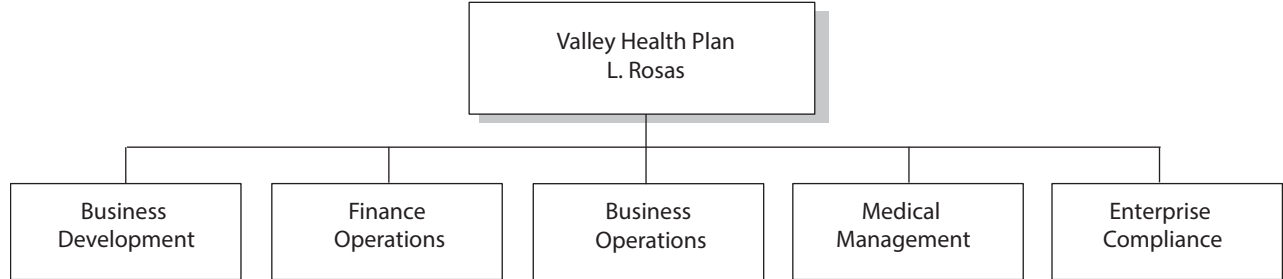 Valley Health Plan
L. Rosas
Business
Development
Finance
Operations
Business
Operations
Medical
Management
Enterprise
Compliance